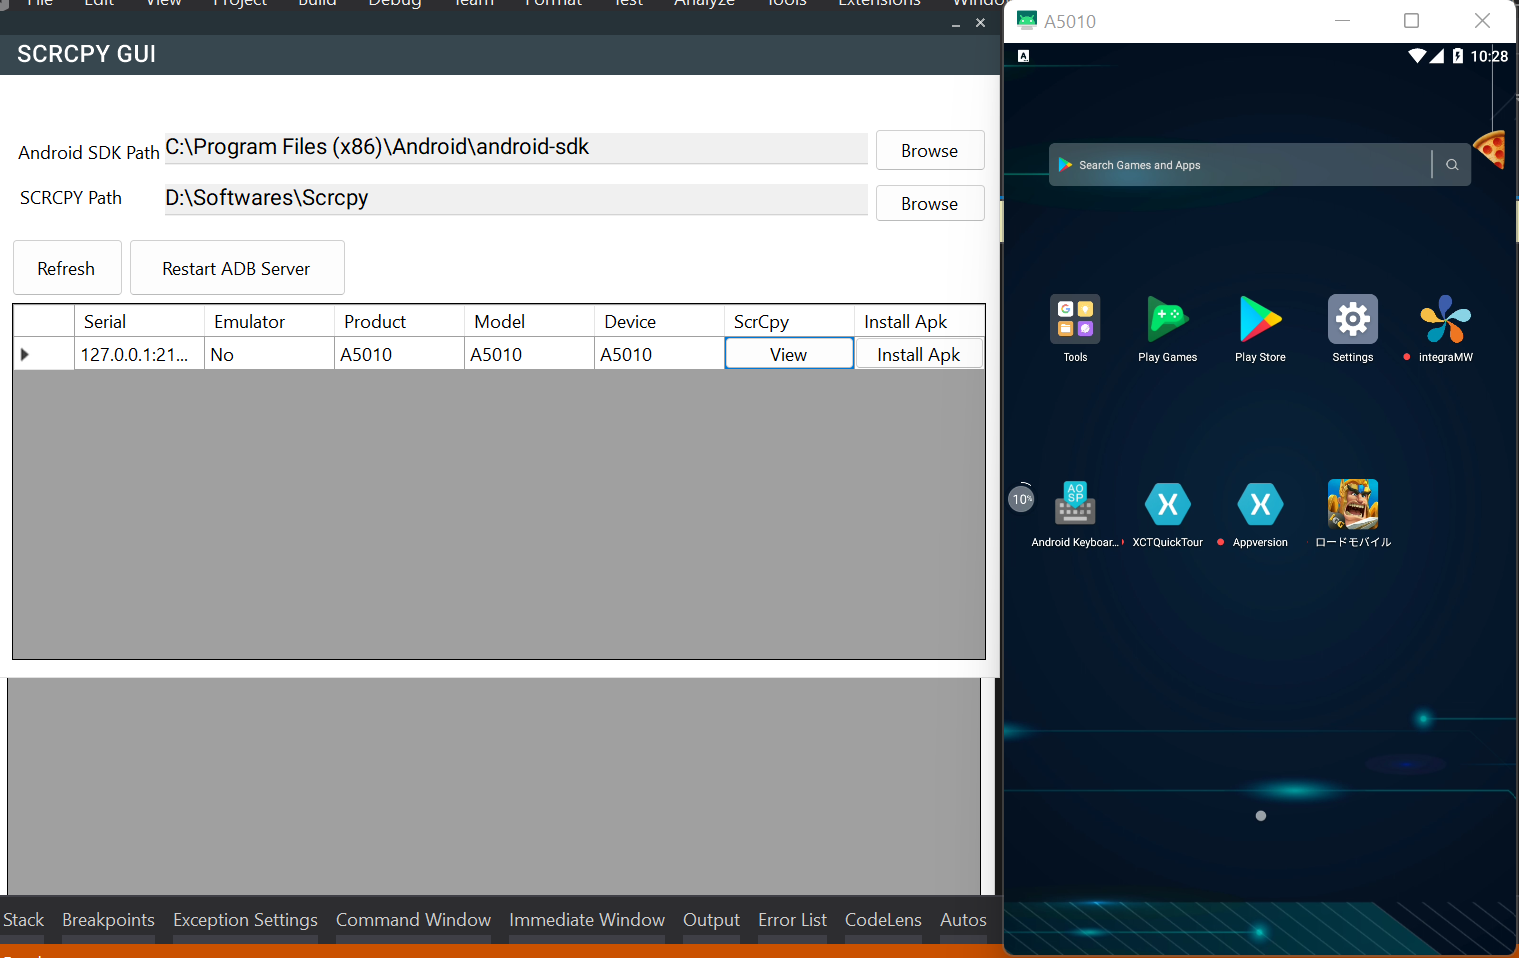 File Edit View Project Build Debug Team Format Test Analyze Tools Extensions
SCRCPY GUI
Android SDK Path C:\Program Files (x86)\Android\android-sdk Browse
SCRCPY Path D:\Softwares\Scrcpy Browse
Refresh Restart ADB Server
Serial Emulator Product Model Device ScrCpy Install Apk
127.0.0.1:21... No A5010 A5010 A5010 View Install Apk
Stack Breakpoints Exception Settings Command Window Immediate Window Output Error List CodeLens Autos
A5010
A 10:28
Search Games and Apps
Tools Play Games Play Store Settings integraMW
10%
AO
SP
X X
IGG
Android Keyboar... XCTQuickTour Appversion ロードモバイル